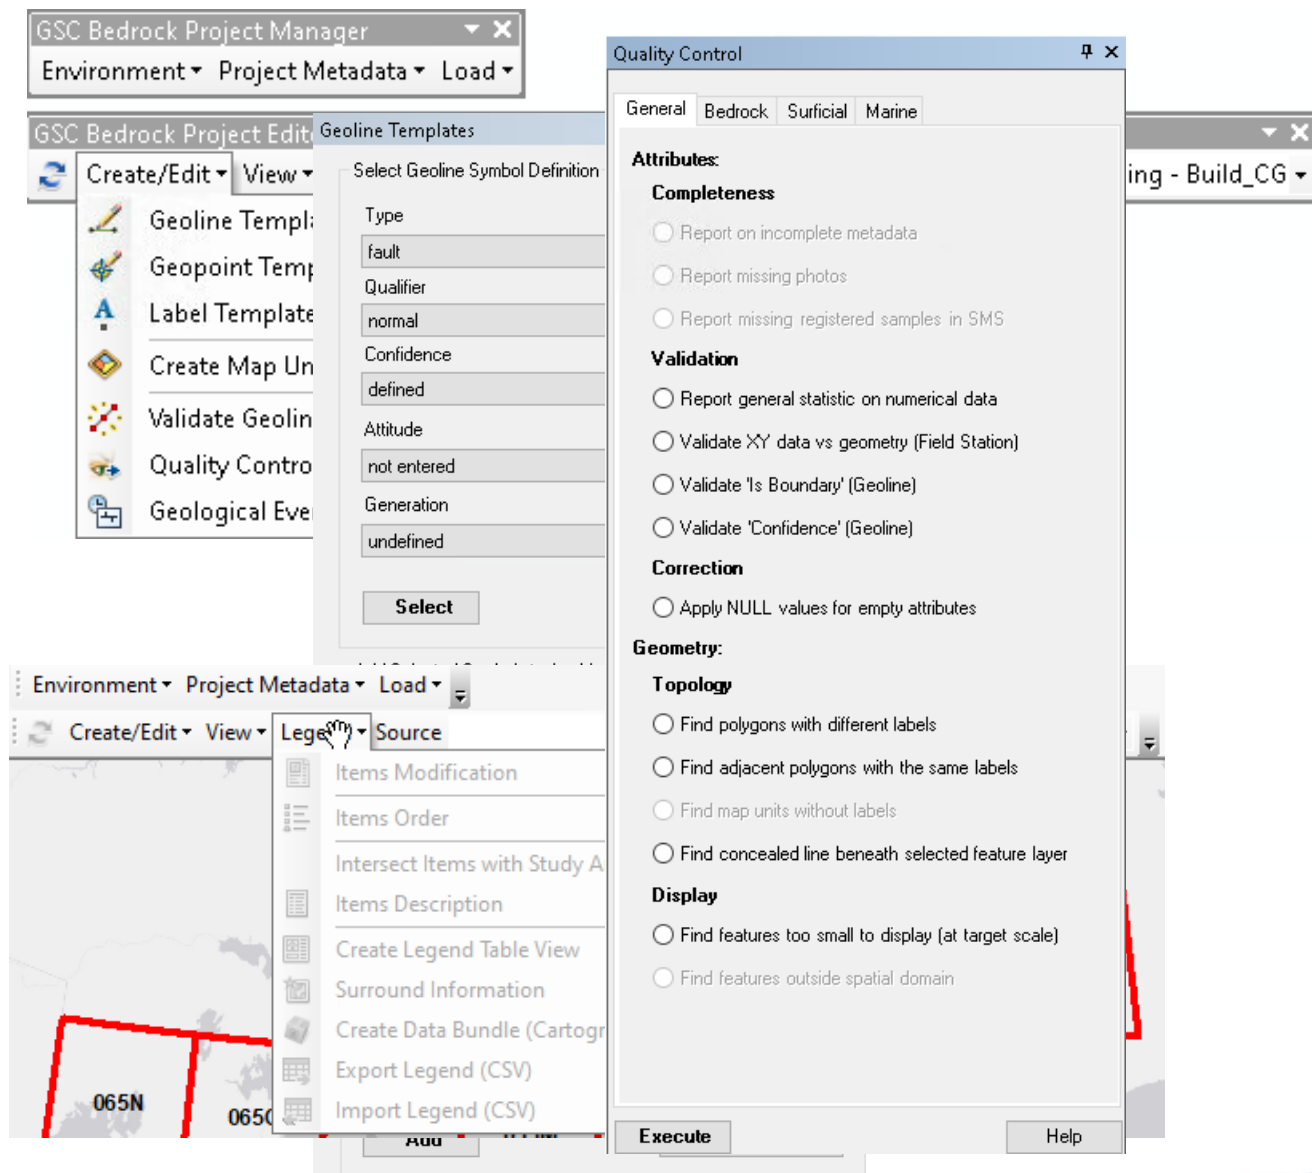 GSC Bedrock Project Manager
Environment Project Metadata Load
GSC Bedrock Project Edit
Create/Edit View
Geoline Templ
Geopoint Temp
Label Template
Create Map Un
Validate Geolin
Quality Contro
Geological Eve
Geoline Templates
Select Geoline Symbol Definition
Type
fault
Qualifier
normal
Confidence
defined
Attitude
not entered
Generation
undefined
Select
Quality Control
General Bedrock Surficial Marine
Attributes:
Completeness
Report on incomplete metadata
Report missing photos
Report missing registered samples in SMS
Validation
Report general statistic on numerical data
Validate XY data vs geometry (Field Station)
Validate 'Is Boundary' (Geoline)
Validate 'Confidence' (Geoline)
Correction
Apply NULL values for empty attributes
Geometry:
Topology
Find polygons with different labels
Find adjacent polygons with the same labels
Find map units without labels
Find concealed line beneath selected feature layer
Display
Find features too small to display (at target scale)
Find features outside spatial domain
Execute Help
ing - Build_CG
Environment Project Metadata Load
Create/Edit View Source
Items Modification
Items Order
Intersect Items with Study A
Items Description
Create Legend Table View
Surround Information
Create Data Bundle (Cartogr
Export Legend (CSV)
Import Legend (CSV)
065N
Add